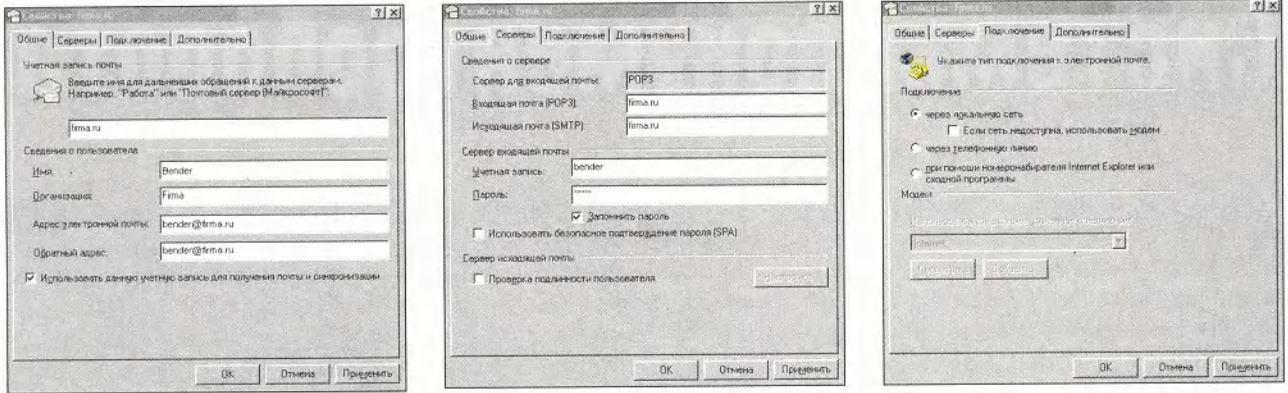 Свойства: firma.ru
Общие Серверы Подключение Дополнительно
Учетная запись почты
Введите имя для дальнейших обращений к данным серверам.
Например, "Работа" или "Почтовый сервер (Майкрософт)".
firma.ru
Сведения о пользователе
Имя: Bender
Организация: Firma
Адрес электронной почты: bender@firma.ru
Обратный адрес: bender@firma.ru
Использовать данную учетную запись для получения почты и синхронизации
OK Отмена Применить
Свойства: firma.ru
Общие Серверы Подключение Дополнительно
Сведения о сервере
Сервер для входящей почты: POP3
Входящая почта (POP3): firma.ru
Исходящая почта (SMTP): firma.ru
Сервер входящей почты
Учетная запись: bender
Пароль: *****
Запомнить пароль
Использовать безопасное подтверждение пароля (SPA)
Сервер исходящей почты
Проверка подлинности пользователя
OK Отмена Применить
Свойства: firma.ru
Общие Серверы Подключение Дополнительно
Укажите тип подключения к электронной почте.
Подключение
через локальную сеть
Если сеть недоступна, использовать модем
через телефонную линию
при помощи номеронабирателя Internet Explorer или
сходной программы
Модем
Internet
OK Отмена Применить